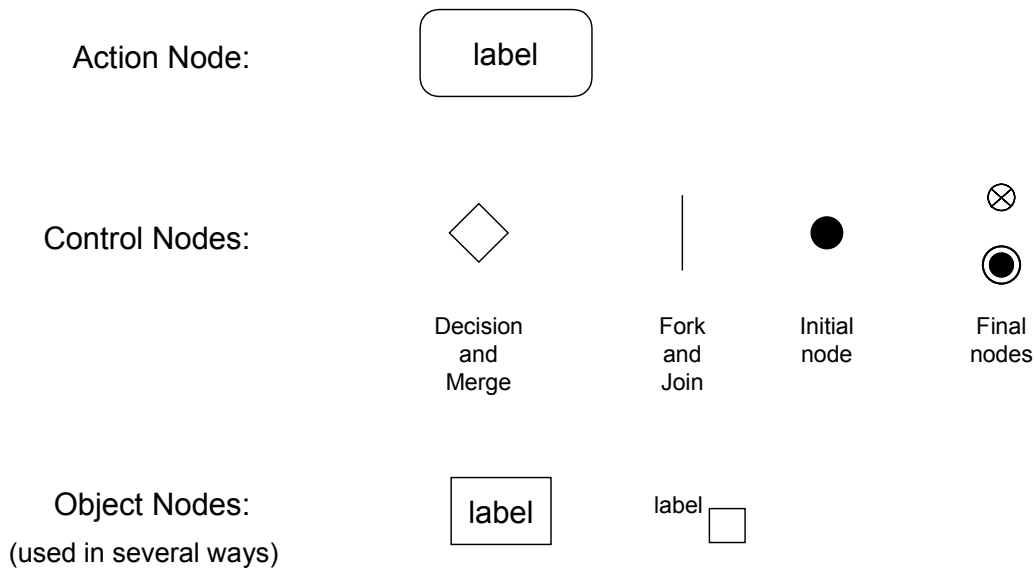 Action Node:
label
Control Nodes:
Decision
and
Merge
Fork
and
Join
Initial
node
Final
nodes
Object Nodes:
(used in several ways)
label
label